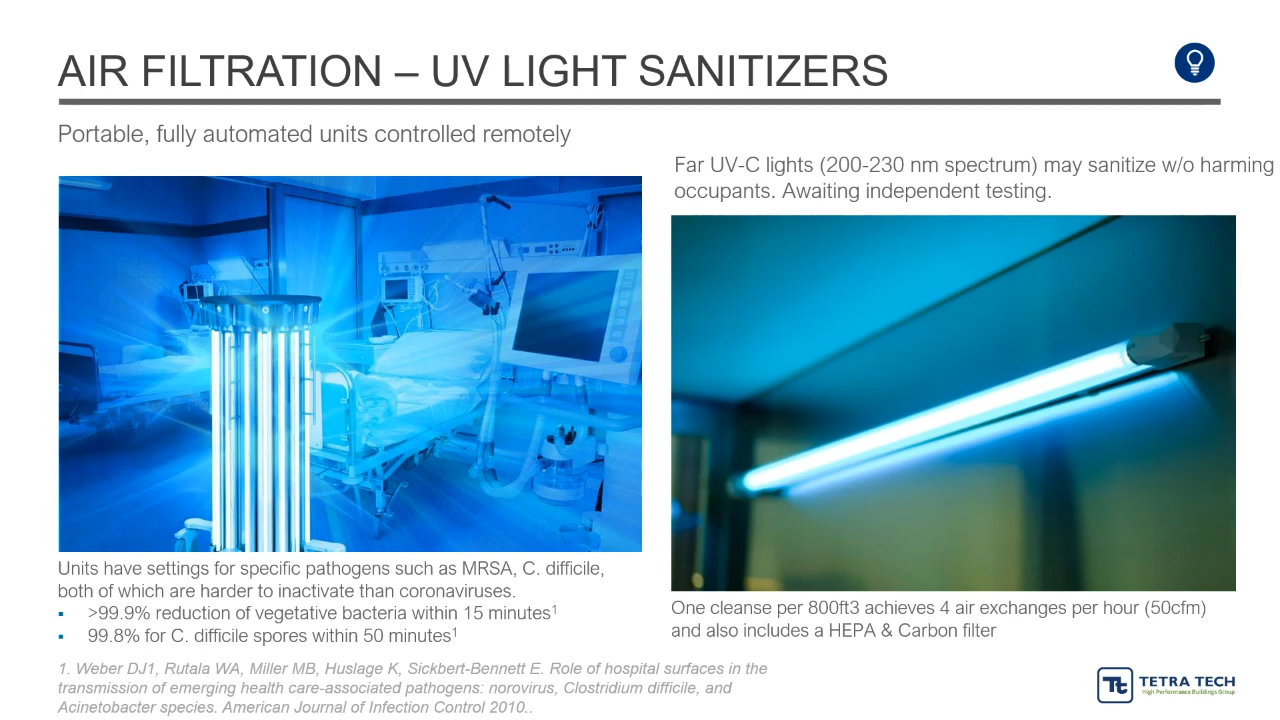 AIR FILTRATION – UV LIGHT SANITIZERS
Portable, fully automated units controlled remotely
Far UV-C lights (200-230 nm spectrum) may sanitize w/o harming
occupants. Awaiting independent testing.
Units have settings for specific pathogens such as MRSA, C. difficile,
both of which are harder to inactivate than coronaviruses.
▪ >99.9% reduction of vegetative bacteria within 15 minutes1
▪ 99.8% for C. difficile spores within 50 minutes1
One cleanse per 800ft3 achieves 4 air exchanges per hour (50cfm)
and also includes a HEPA & Carbon filter
1. Weber DJ1, Rutala WA, Miller MB, Huslage K, Sickbert-Bennett E. Role of hospital surfaces in the
transmission of emerging health care-associated pathogens: norovirus, Clostridium difficile, and
Acinetobacter species. American Journal of Infection Control 2010..
Tt TETRA TECH
High Performance Buildings Group